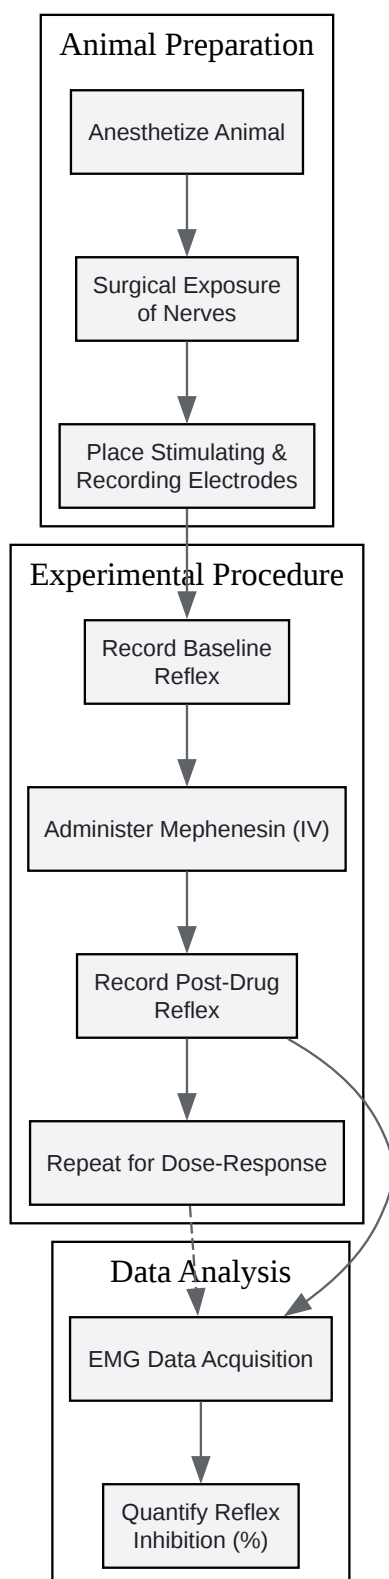 Animal Preparation
Anesthetize Animal
Surgical Exposure
of Nerves
Place Stimulating &
Recording Electrodes
Experimental Procedure
Record Baseline
Reflex
Administer Mephenesin (IV)
Record Post-Drug
Reflex
Repeat for Dose-Response
Data Analysis
EMG Data Acquisition
Quantify Reflex
Inhibition (%)